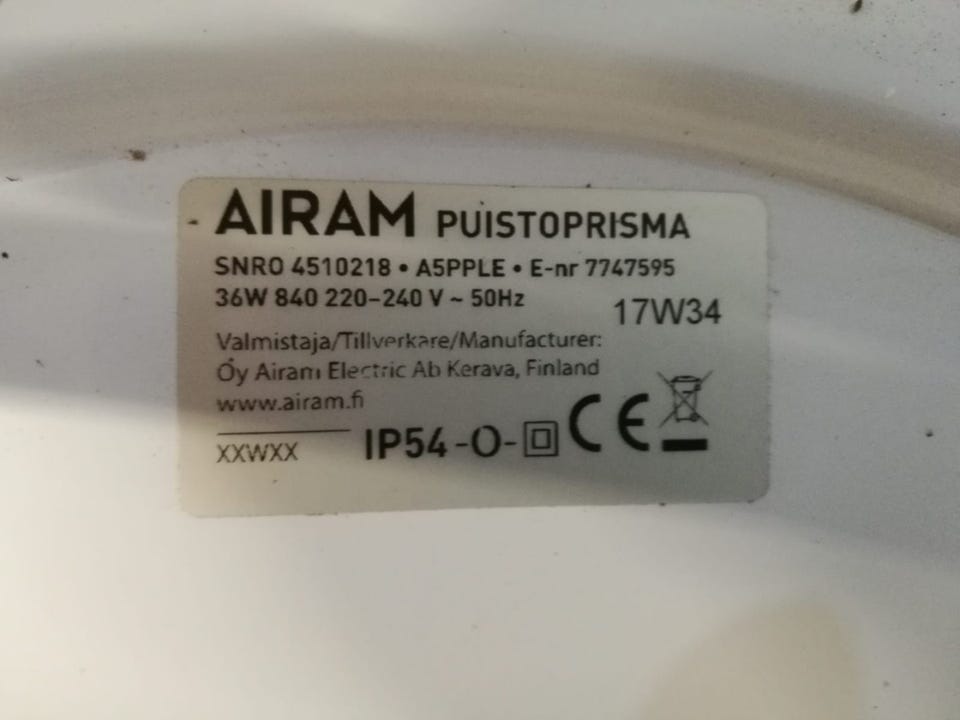 AIRAM PUISTOPRISMA
SNRO 4510218 • A5PPLE • E-nr 7747595
36W 840 220-240 V ~ 50Hz
17W34
Valmistaja/Tillverkare/Manufacturer:
Oy Airam Electric Ab Kerava, Finland
www.airam.fi
XXWXX
IP54 -O- CE